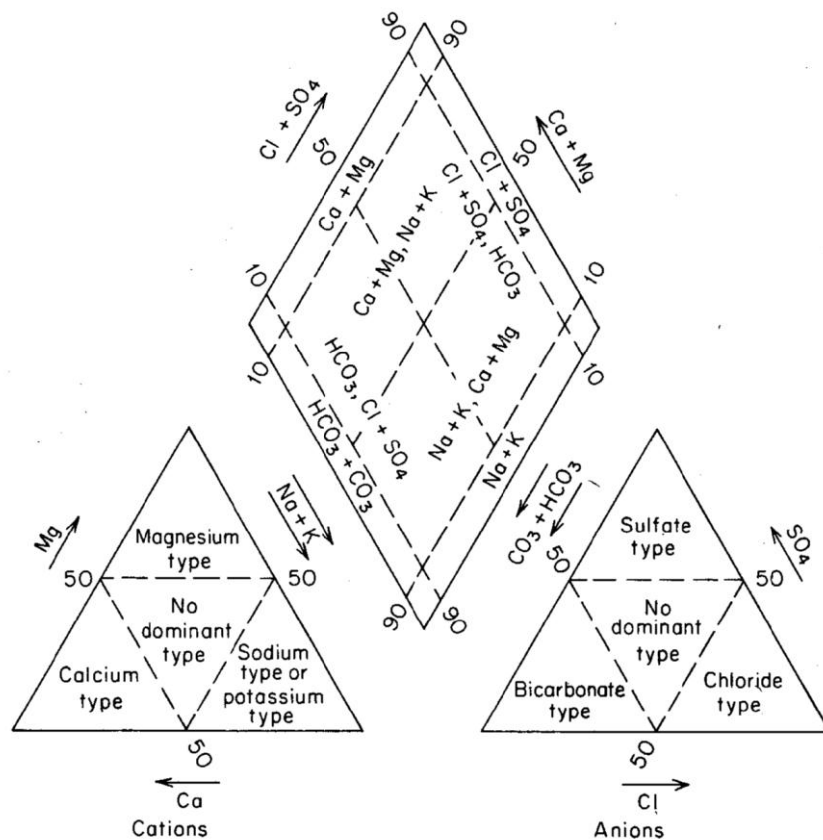 90
90
Cl + SO4
50
50
Ca + Mg
Ca + Mg
Cl + SO4
Cl + SO4, HCO3
Ca + Mg, Na + K
10
10
10
10
HCO3, Cl + SO4
Na + K, Ca + Mg
HCO3 + CO3
Na + K
Na + K
CO3 + HCO3
90
90
Mg
50
50
Magnesium
type
No
dominant
type
Calcium
type
Sodium
type or
potassium
type
50
Ca
Cations
50
50
SO4
Sulfate
type
No
dominant
type
Bicarbonate
type
Chloride
type
50
Cl
Anions